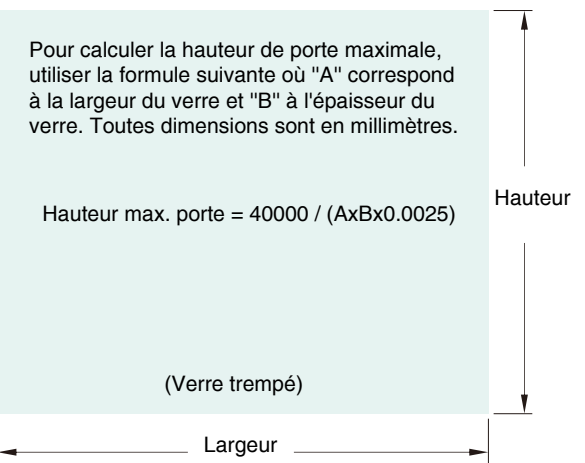 Pour calculer la hauteur de porte maximale,
utiliser la formule suivante où "A" correspond
à la largeur du verre et "B" à l'épaisseur du
verre. Toutes dimensions sont en millimètres.
Hauteur
Hauteur max. porte = 40000 / (AxBx0.0025)
(Verre trempé)
Largeur